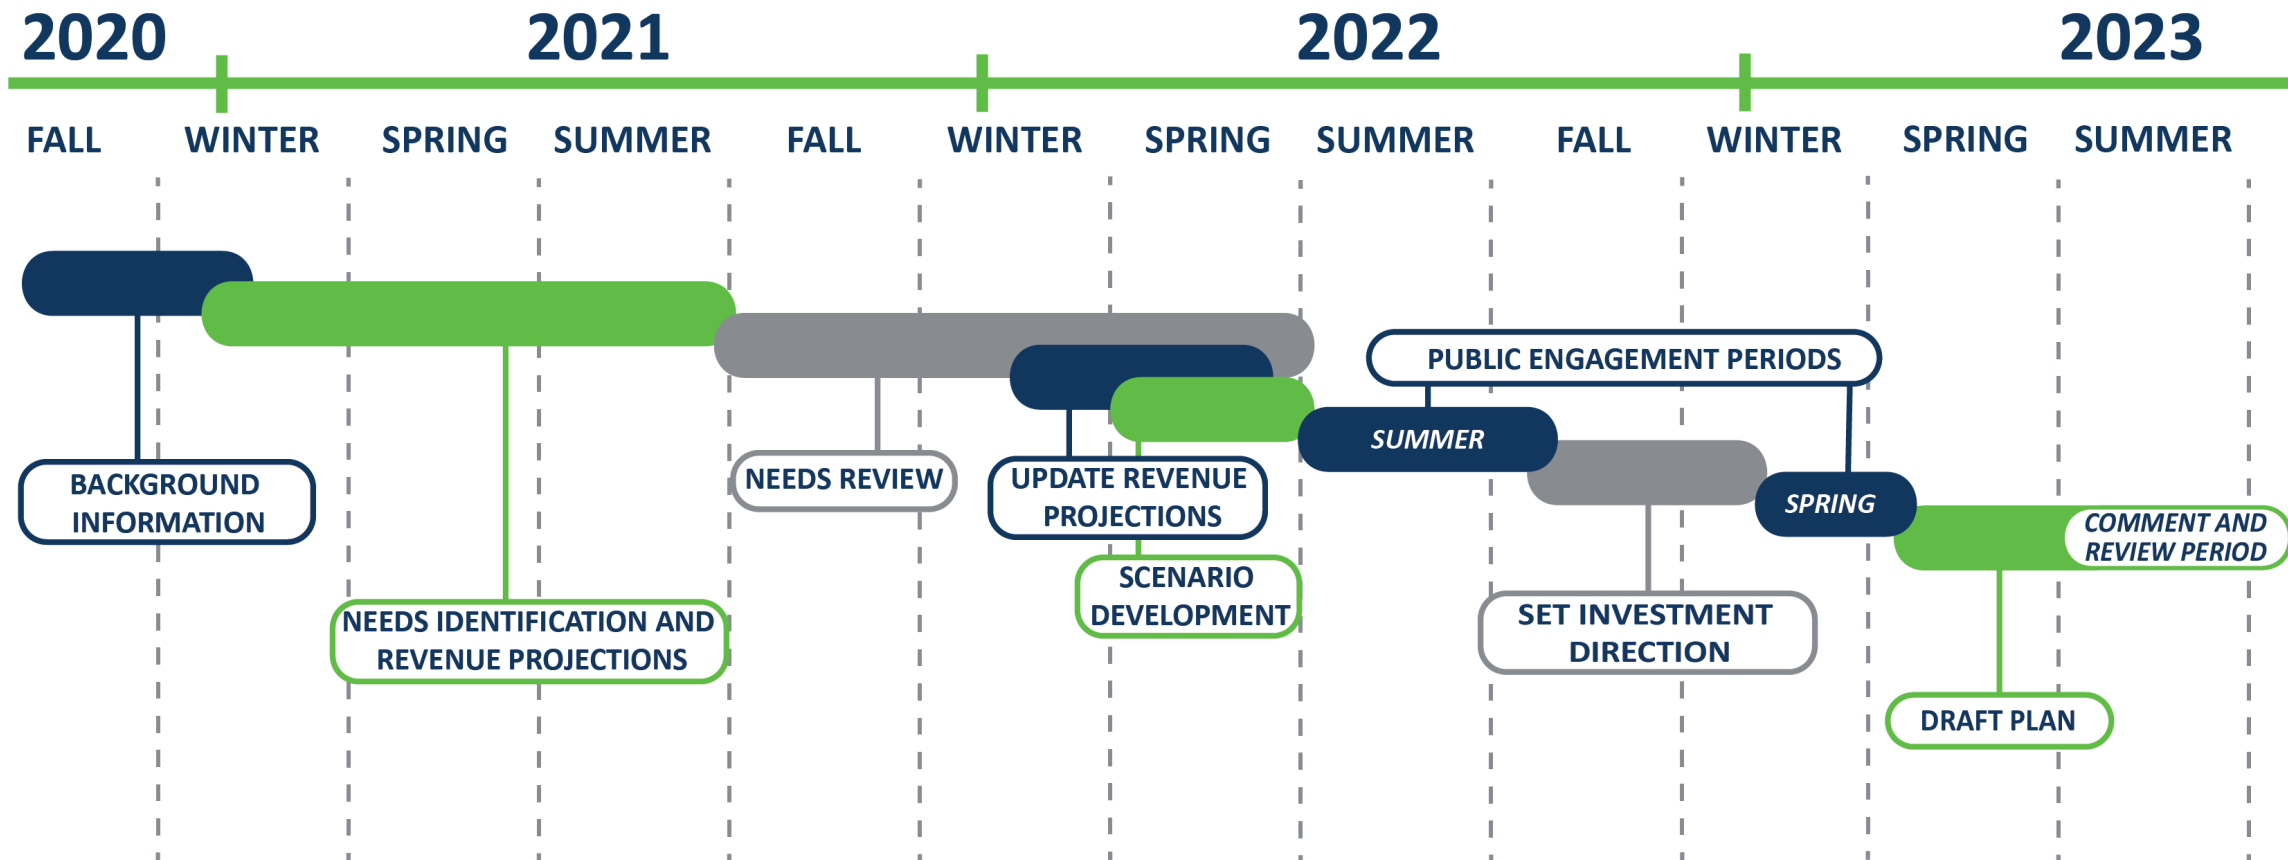 2020
2021
2022
2023
FALL
WINTER
SPRING
SUMMER
FALL
WINTER
SPRING
SUMMER
FALL
WINTER
SPRING
SUMMER
BACKGROUND
INFORMATION
NEEDS IDENTIFICATION AND
REVENUE PROJECTIONS
NEEDS REVIEW
UPDATE REVENUE
PROJECTIONS
SCENARIO
DEVELOPMENT
PUBLIC ENGAGEMENT PERIODS
SUMMER
SPRING
SET INVESTMENT
DIRECTION
COMMENT AND
REVIEW PERIOD
DRAFT PLAN